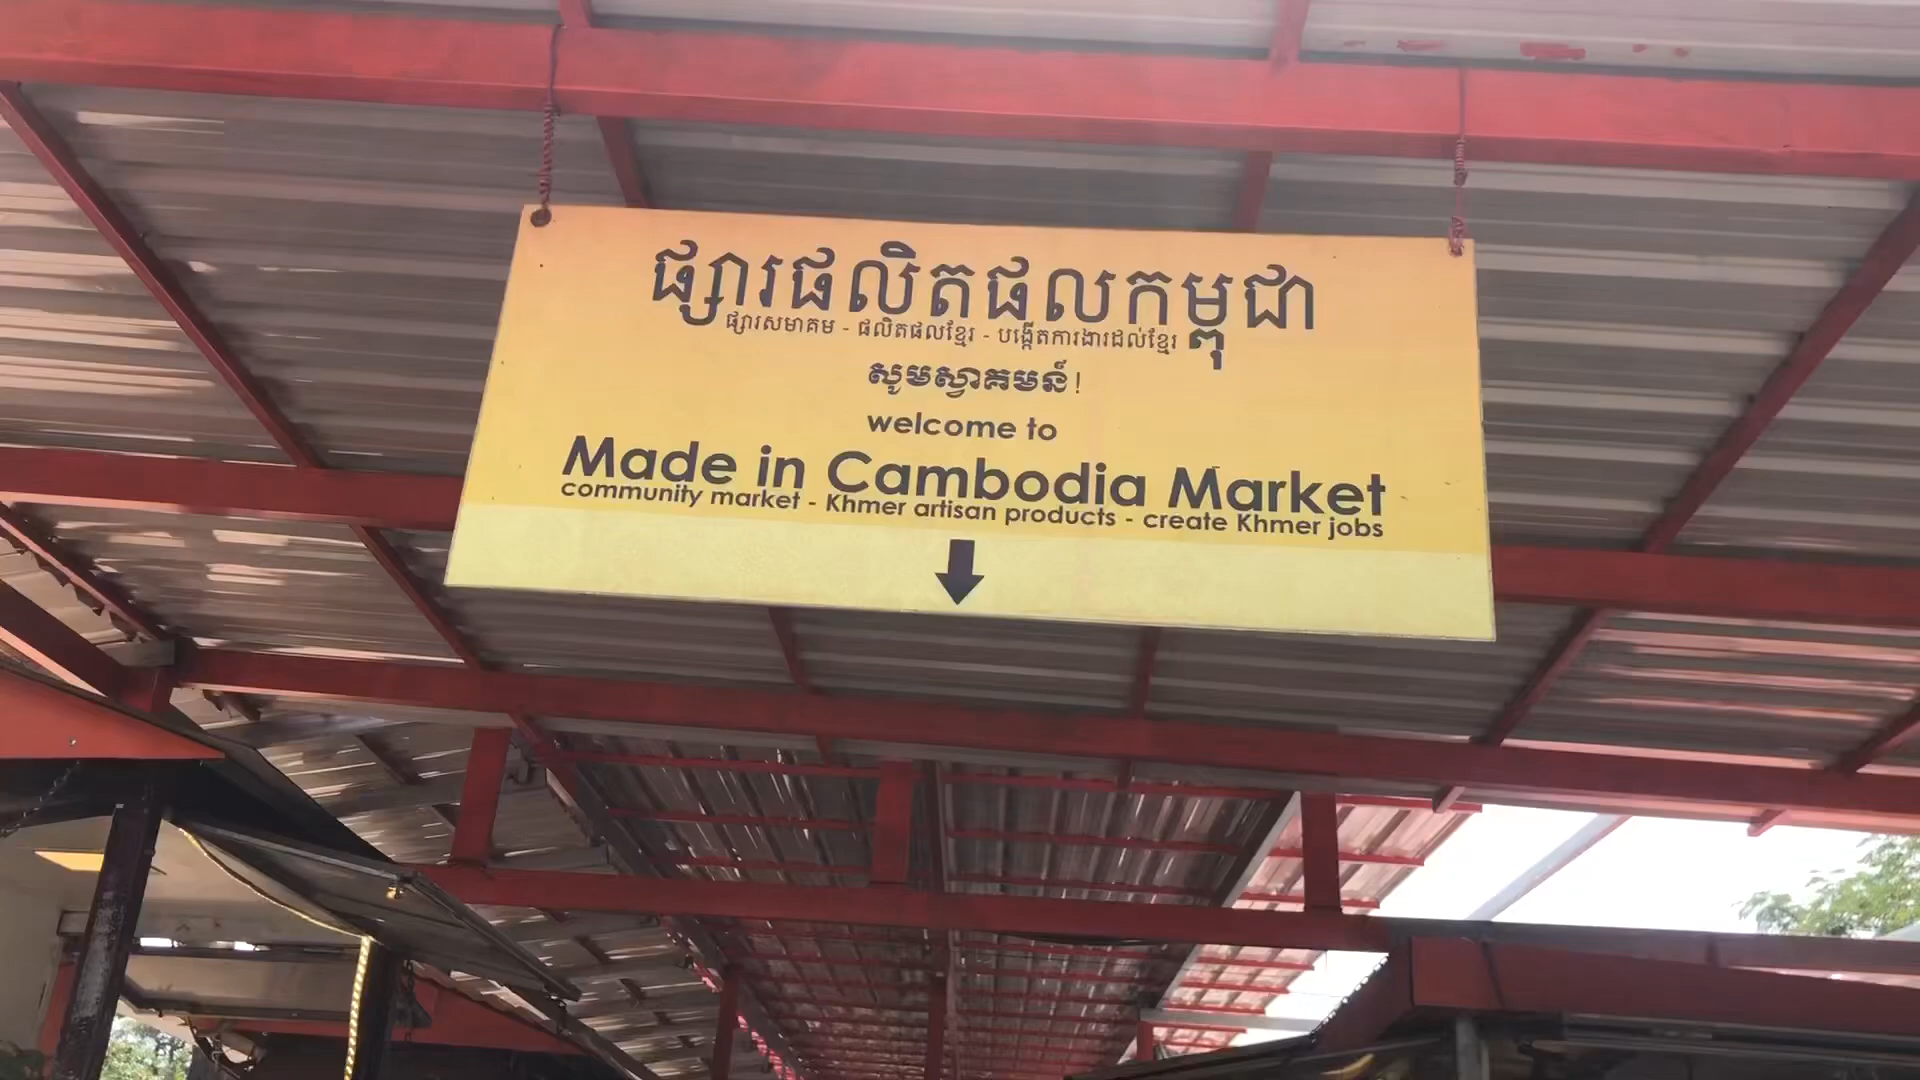 ផ្សារផលិតផលកម្ពុជា
ផ្សារសមាគម - ផលិតផលខ្មែរ - បង្កើតការងារដល់ខ្មែរ
សូមស្វាគមន៍!
welcome to
Made in Cambodia Market
community market - Khmer artisan products - create Khmer jobs